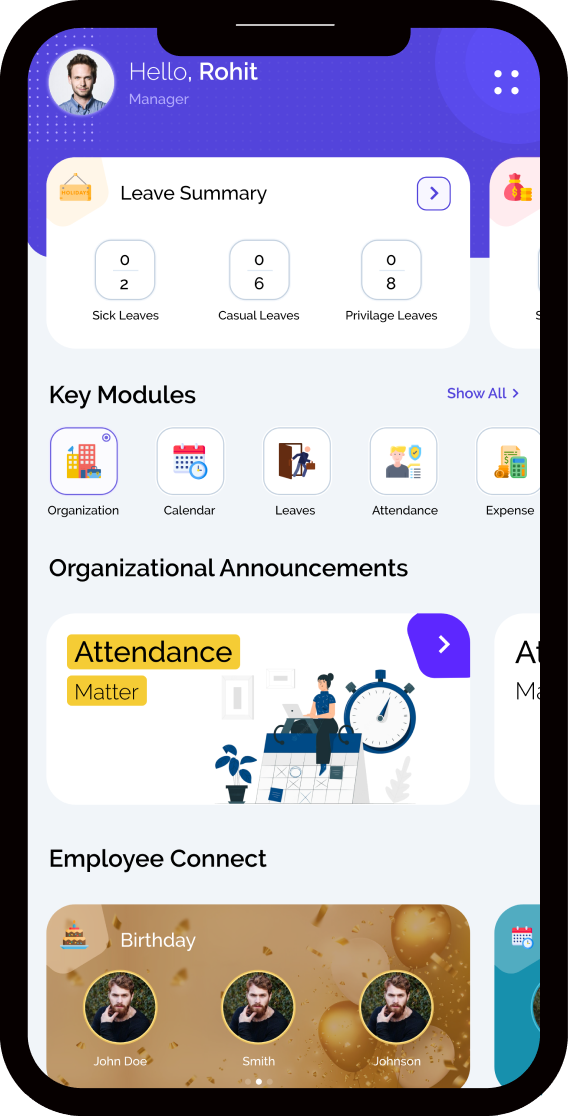 Hello, Rohit
Manager
HOLIDAYS
Leave Summary
0
2
Sick Leaves
0
6
Casual Leaves
0
8
Privilage Leaves
S
Key Modules
Show All
Organization
Calendar
Leaves
Attendance
Expense
Organizational Announcements
Attendance
Matter
At
Ma
Employee Connect
Birthday
John Doe
Smith
Johnson